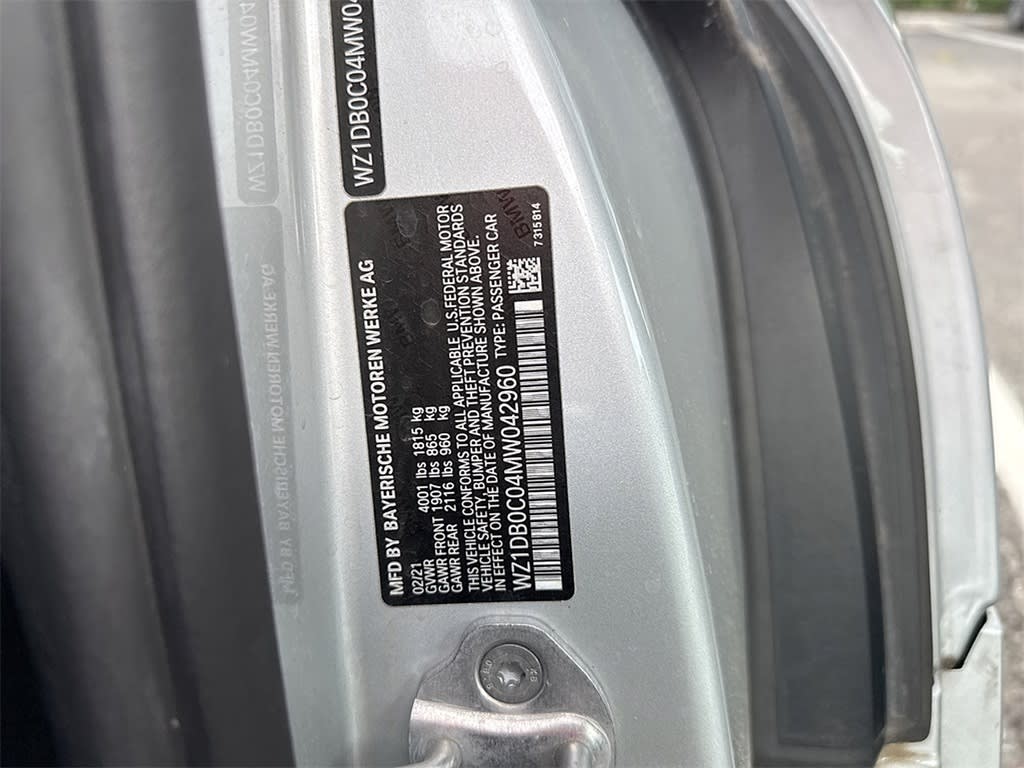 WZ1DB0C04MW04
MFD BY BAYERISCHE MOTOREN WERKE AG
02/21
GVWR 4001 lbs 1815 kg
GAWR FRONT 1907 lbs 865 kg
GAWR REAR 2116 lbs 960 kg
THIS VEHICLE CONFORMS TO ALL APPLICABLE U.S.FEDERAL MOTOR
VEHICLE SAFETY, BUMPER AND THEFT PREVENTION STANDARDS
IN EFFECT ON THE DATE OF MANUFACTURE SHOWN ABOVE.
WZ1DB0C04MW042960 TYPE: PASSENGER CAR
BMW
7 315 814